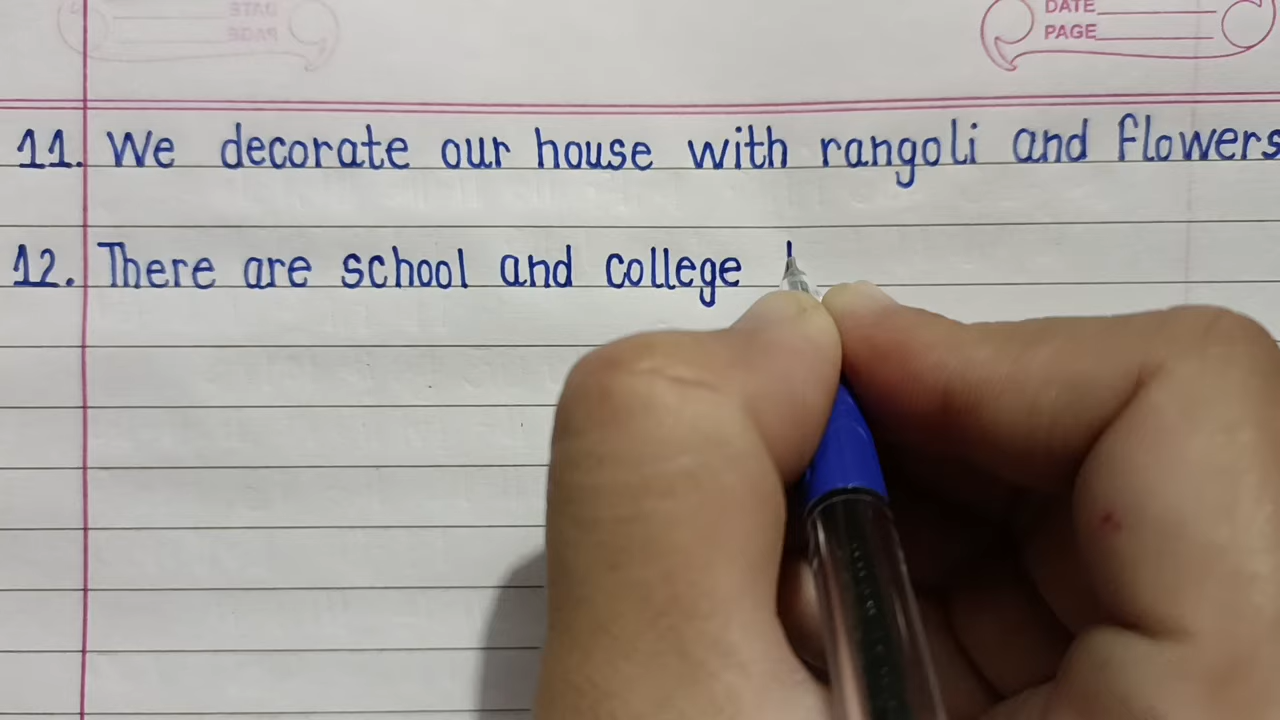 DATE
PAGE
11. We decorate our house with rangoli and flowers
12. There are school and college